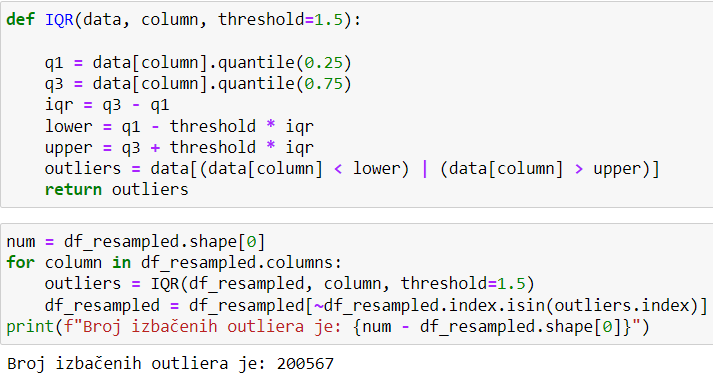 def IQR(data, column, threshold=1.5):
    q1 = data[column].quantile(0.25)
    q3 = data[column].quantile(0.75)
    iqr = q3 - q1
    lower = q1 - threshold * iqr
    upper = q3 + threshold * iqr
    outliers = data[(data[column] < lower) | (data[column] > upper)]
    return outliers
num = df_resampled.shape[0]
for column in df_resampled.columns:
    outliers = IQR(df_resampled, column, threshold=1.5)
    df_resampled = df_resampled[~df_resampled.index.isin(outliers.index)]
print(f"Broj izbačenih outliera je: {num - df_resampled.shape[0]}")
Broj izbačenih outliera je: 200567